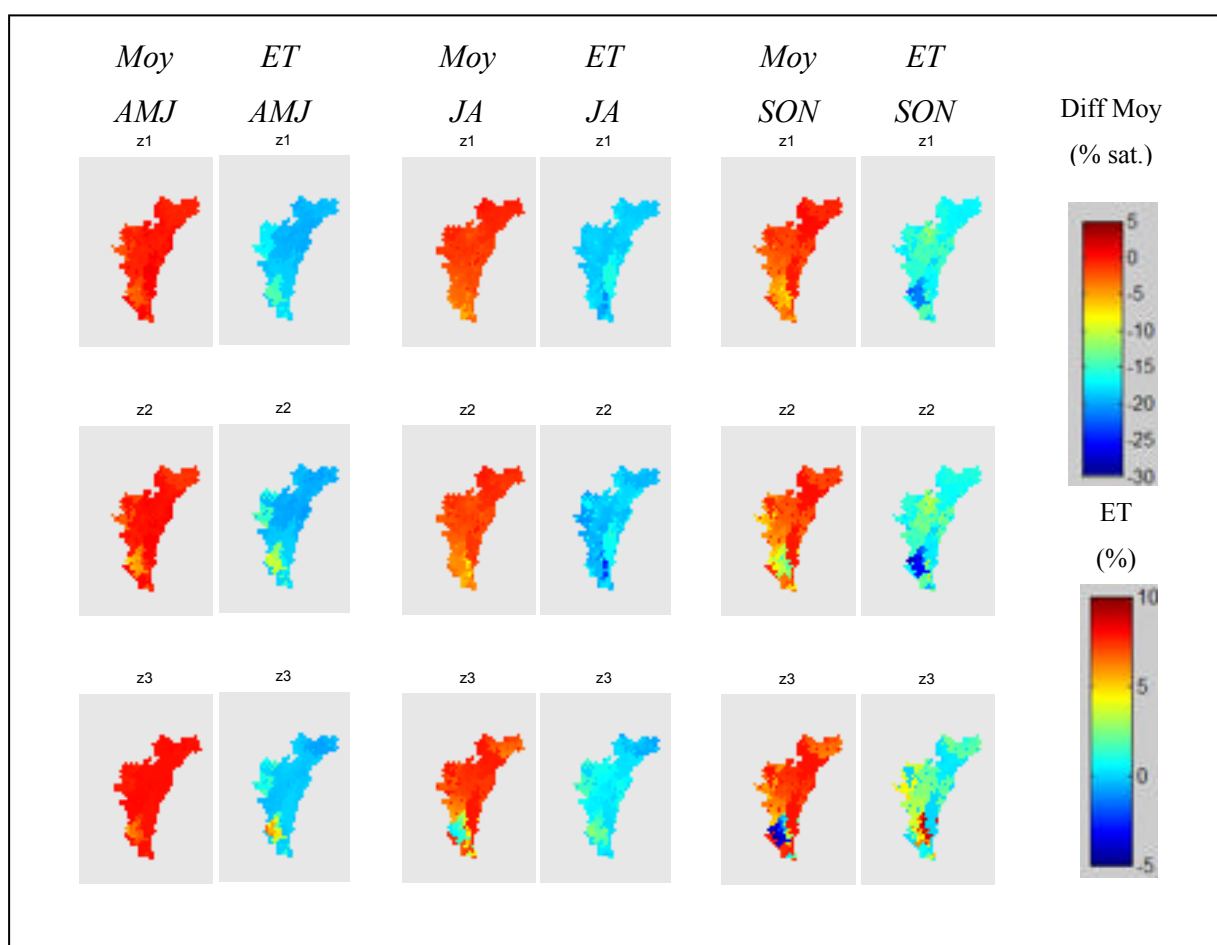 Moy ET Moy ET Moy ET
AMJ AMJ JA JA SON SON
Diff Moy
(% sat.)
z1 z1 z1 z1 z1 z1
5
0
-5
-10
-15
-20
-25
-30
z2 z2 z2 z2 z2 z2
ET
(%)
10
5
0
-5
z3 z3 z3 z3 z3 z3